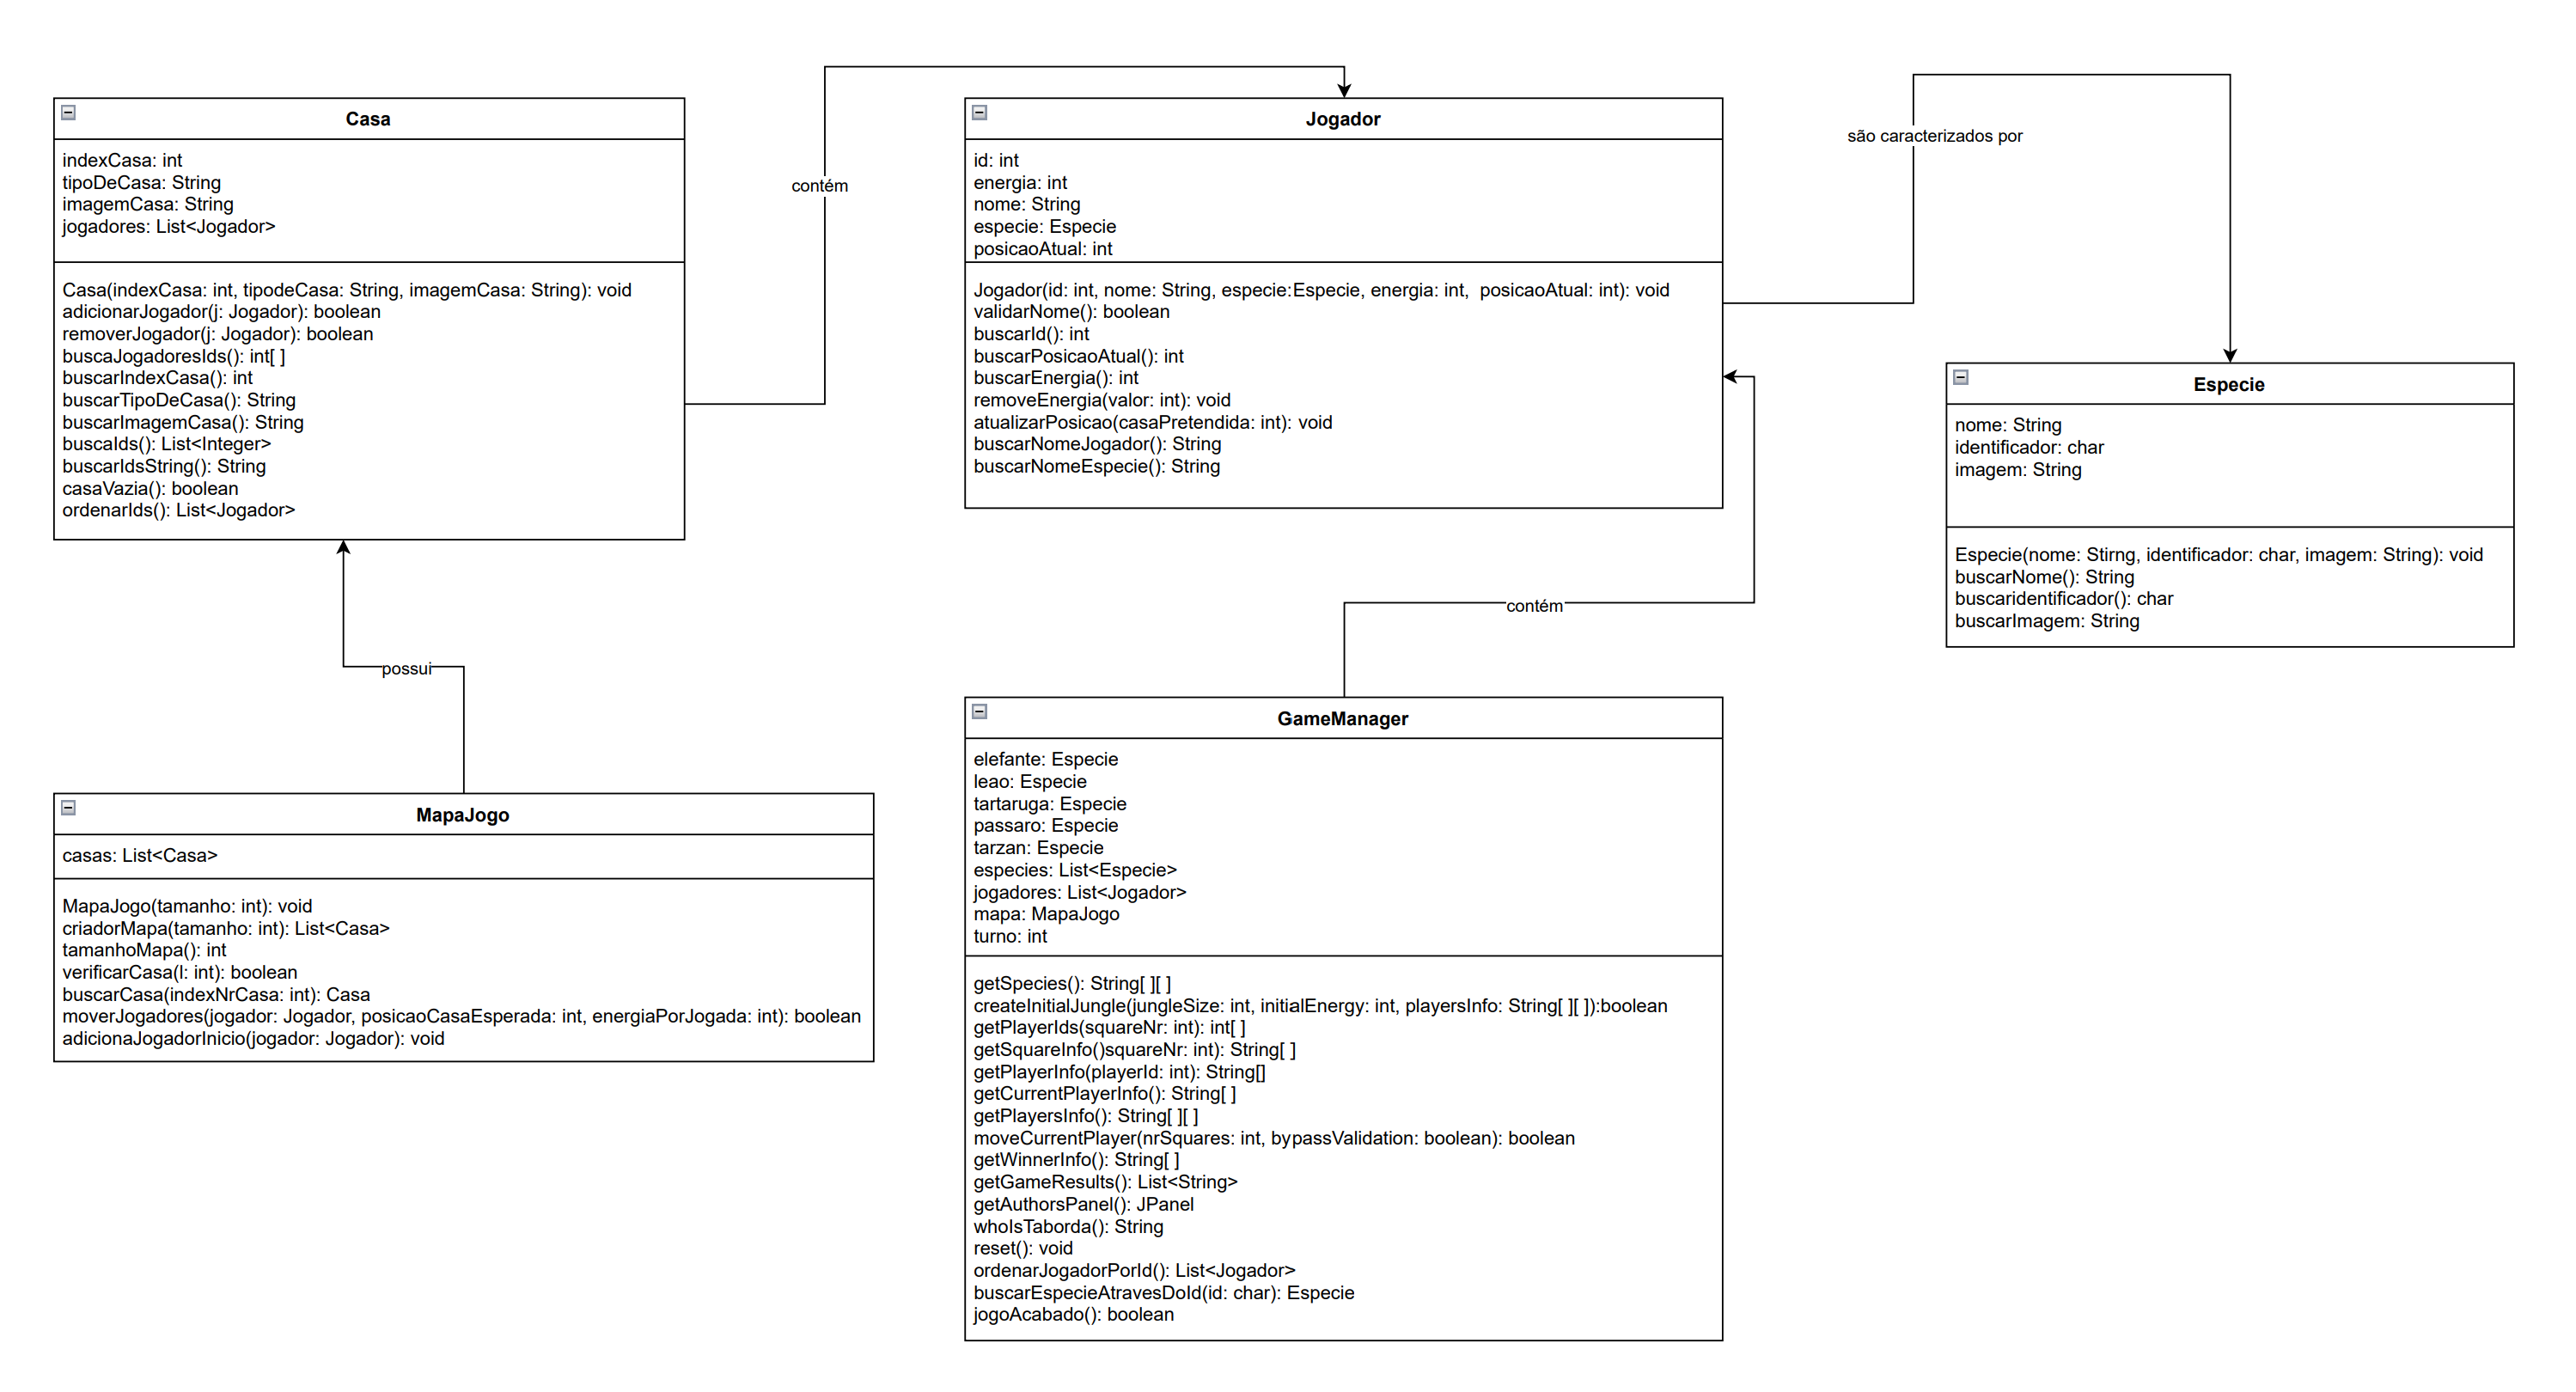 Casa
indexCasa: int
tipoDeCasa: String
imagemCasa: String
jogadores: List<Jogador>
Casa(indexCasa: int, tipodeCasa: String, imagemCasa: String): void
adicionarJogador(j: Jogador): boolean
removerJogador(j: Jogador): boolean
buscaJogadoresIds(): int[ ]
buscarIndexCasa(): int
buscarTipoDeCasa(): String
buscarImagemCasa(): String
buscaIds(): List<Integer>
buscarIdsString(): String
casaVazia(): boolean
ordenarIds(): List<Jogador>
contém
Jogador
id: int
energia: int
nome: String
especie: Especie
posicaoAtual: int
Jogador(id: int, nome: String, especie:Especie, energia: int,  posicaoAtual: int): void
validarNome(): boolean
buscarId(): int
buscarPosicaoAtual(): int
buscarEnergia(): int
removeEnergia(valor: int): void
atualizarPosicao(casaPretendida: int): void
buscarNomeJogador(): String
buscarNomeEspecie(): String
são caracterizados por
Especie
nome: String
identificador: char
imagem: String
Especie(nome: Stirng, identificador: char, imagem: String): void
buscarNome(): String
buscaridentificador(): char
buscarImagem: String
contém
possui
MapaJogo
casas: List<Casa>
MapaJogo(tamanho: int): void
criadorMapa(tamanho: int): List<Casa>
tamanhoMapa(): int
verificarCasa(l: int): boolean
buscarCasa(indexNrCasa: int): Casa
moverJogadores(jogador: Jogador, posicaoCasaEsperada: int, energiaPorJogada: int): boolean
adicionaJogadorInicio(jogador: Jogador): void
GameManager
elefante: Especie
leao: Especie
tartaruga: Especie
passaro: Especie
tarzan: Especie
especies: List<Especie>
jogadores: List<Jogador>
mapa: MapaJogo
turno: int
getSpecies(): String[ ][ ]
createInitialJungle(jungleSize: int, initialEnergy: int, playersInfo: String[ ][ ]):boolean
getPlayerIds(squareNr: int): int[ ]
getSquareInfo()squareNr: int): String[ ]
getPlayerInfo(playerId: int): String[]
getCurrentPlayerInfo(): String[ ]
getPlayersInfo(): String[ ][ ]
moveCurrentPlayer(nrSquares: int, bypassValidation: boolean): boolean
getWinnerInfo(): String[ ]
getGameResults(): List<String>
getAuthorsPanel(): JPanel
whoIsTaborda(): String
reset(): void
ordenarJogadorPorId(): List<Jogador>
buscarEspecieAtravesDoId(id: char): Especie
jogoAcabado(): boolean